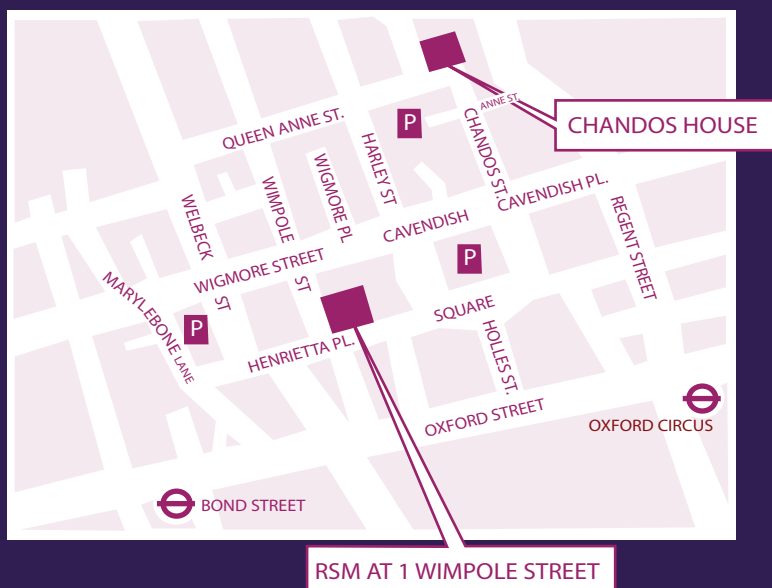 ANNE ST.
CHANDOS HOUSE
P
QUEEN ANNE ST.
HARLEY ST
CHANDOS ST.
WIGMORE PL
WIMPOLE ST
WELBECK ST
CAVENDISH PL.
CAVENDISH
REGENT STREET
WIGMORE STREET
P
MARYLEBONE LANE
SQUARE
P
HENRIETTA PL.
HOLLES ST.
OXFORD STREET
OXFORD CIRCUS
BOND STREET
RSM AT 1 WIMPOLE STREET